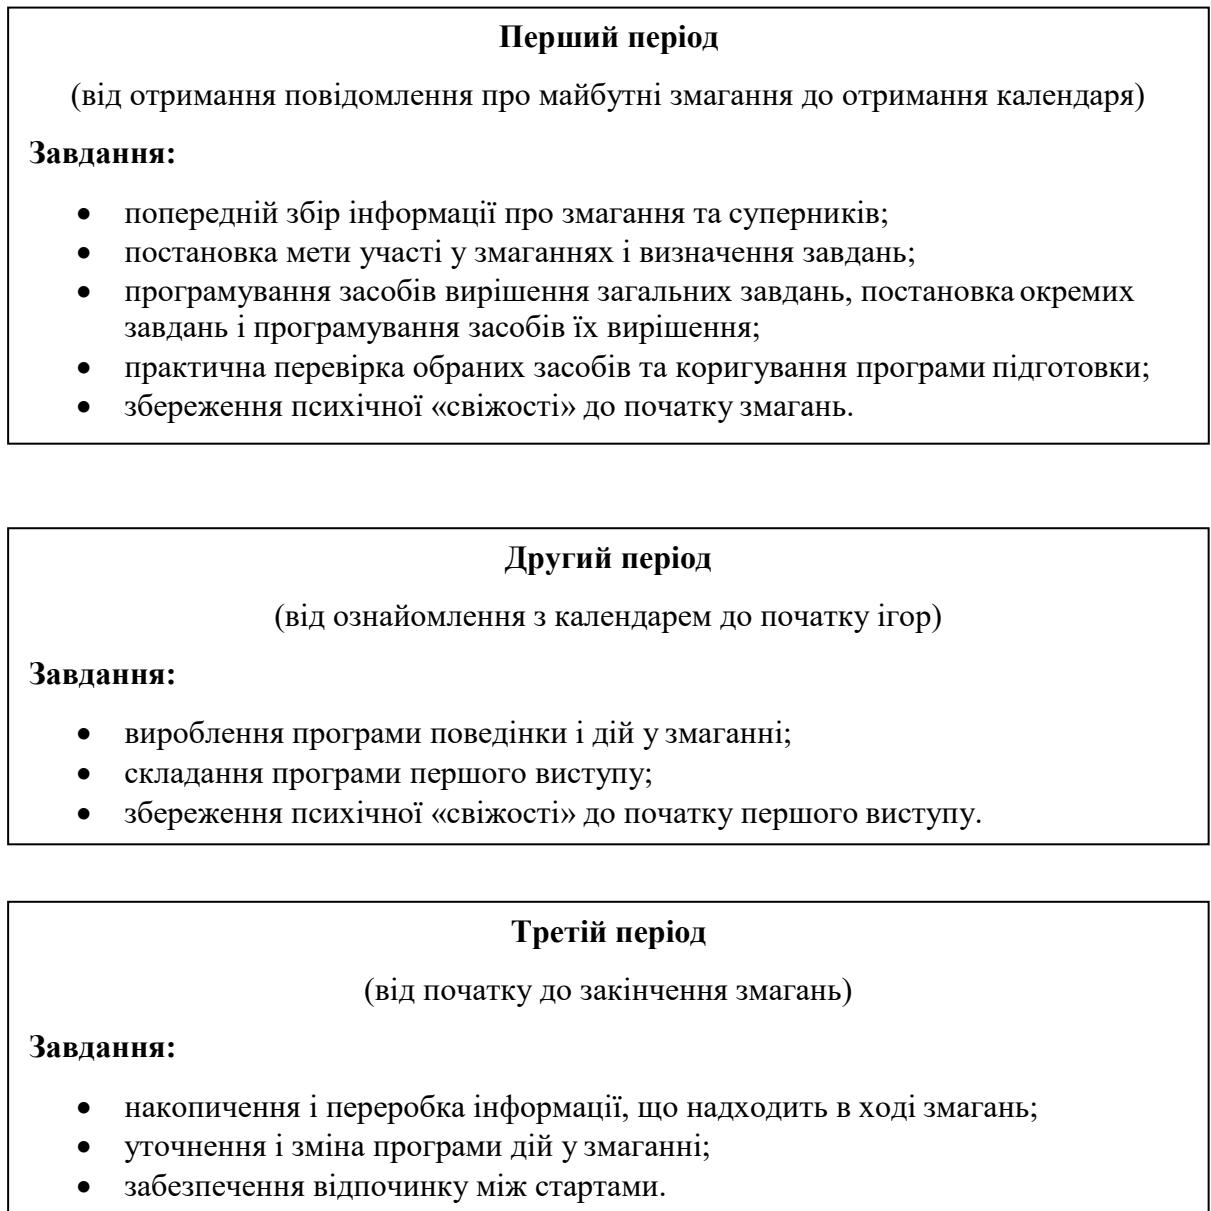 Перший період
(від отримання повідомлення про майбутні змагання до отримання календаря)
Завдання:
• попередній збір інформації про змагання та суперників;
• постановка мети участі у змаганнях і визначення завдань;
• програмування засобів вирішення загальних завдань, постановка окремих
завдань і програмування засобів їх вирішення;
• практична перевірка обраних засобів та коригування програми підготовки;
• збереження психічної «свіжості» до початку змагань.
Другий період
(від ознайомлення з календарем до початку ігор)
Завдання:
• вироблення програми поведінки і дій у змаганні;
• складання програми першого виступу;
• збереження психічної «свіжості» до початку першого виступу.
Третій період
(від початку до закінчення змагань)
Завдання:
• накопичення і переробка інформації, що надходить в ході змагань;
• уточнення і зміна програми дій у змаганні;
• забезпечення відпочинку між стартами.